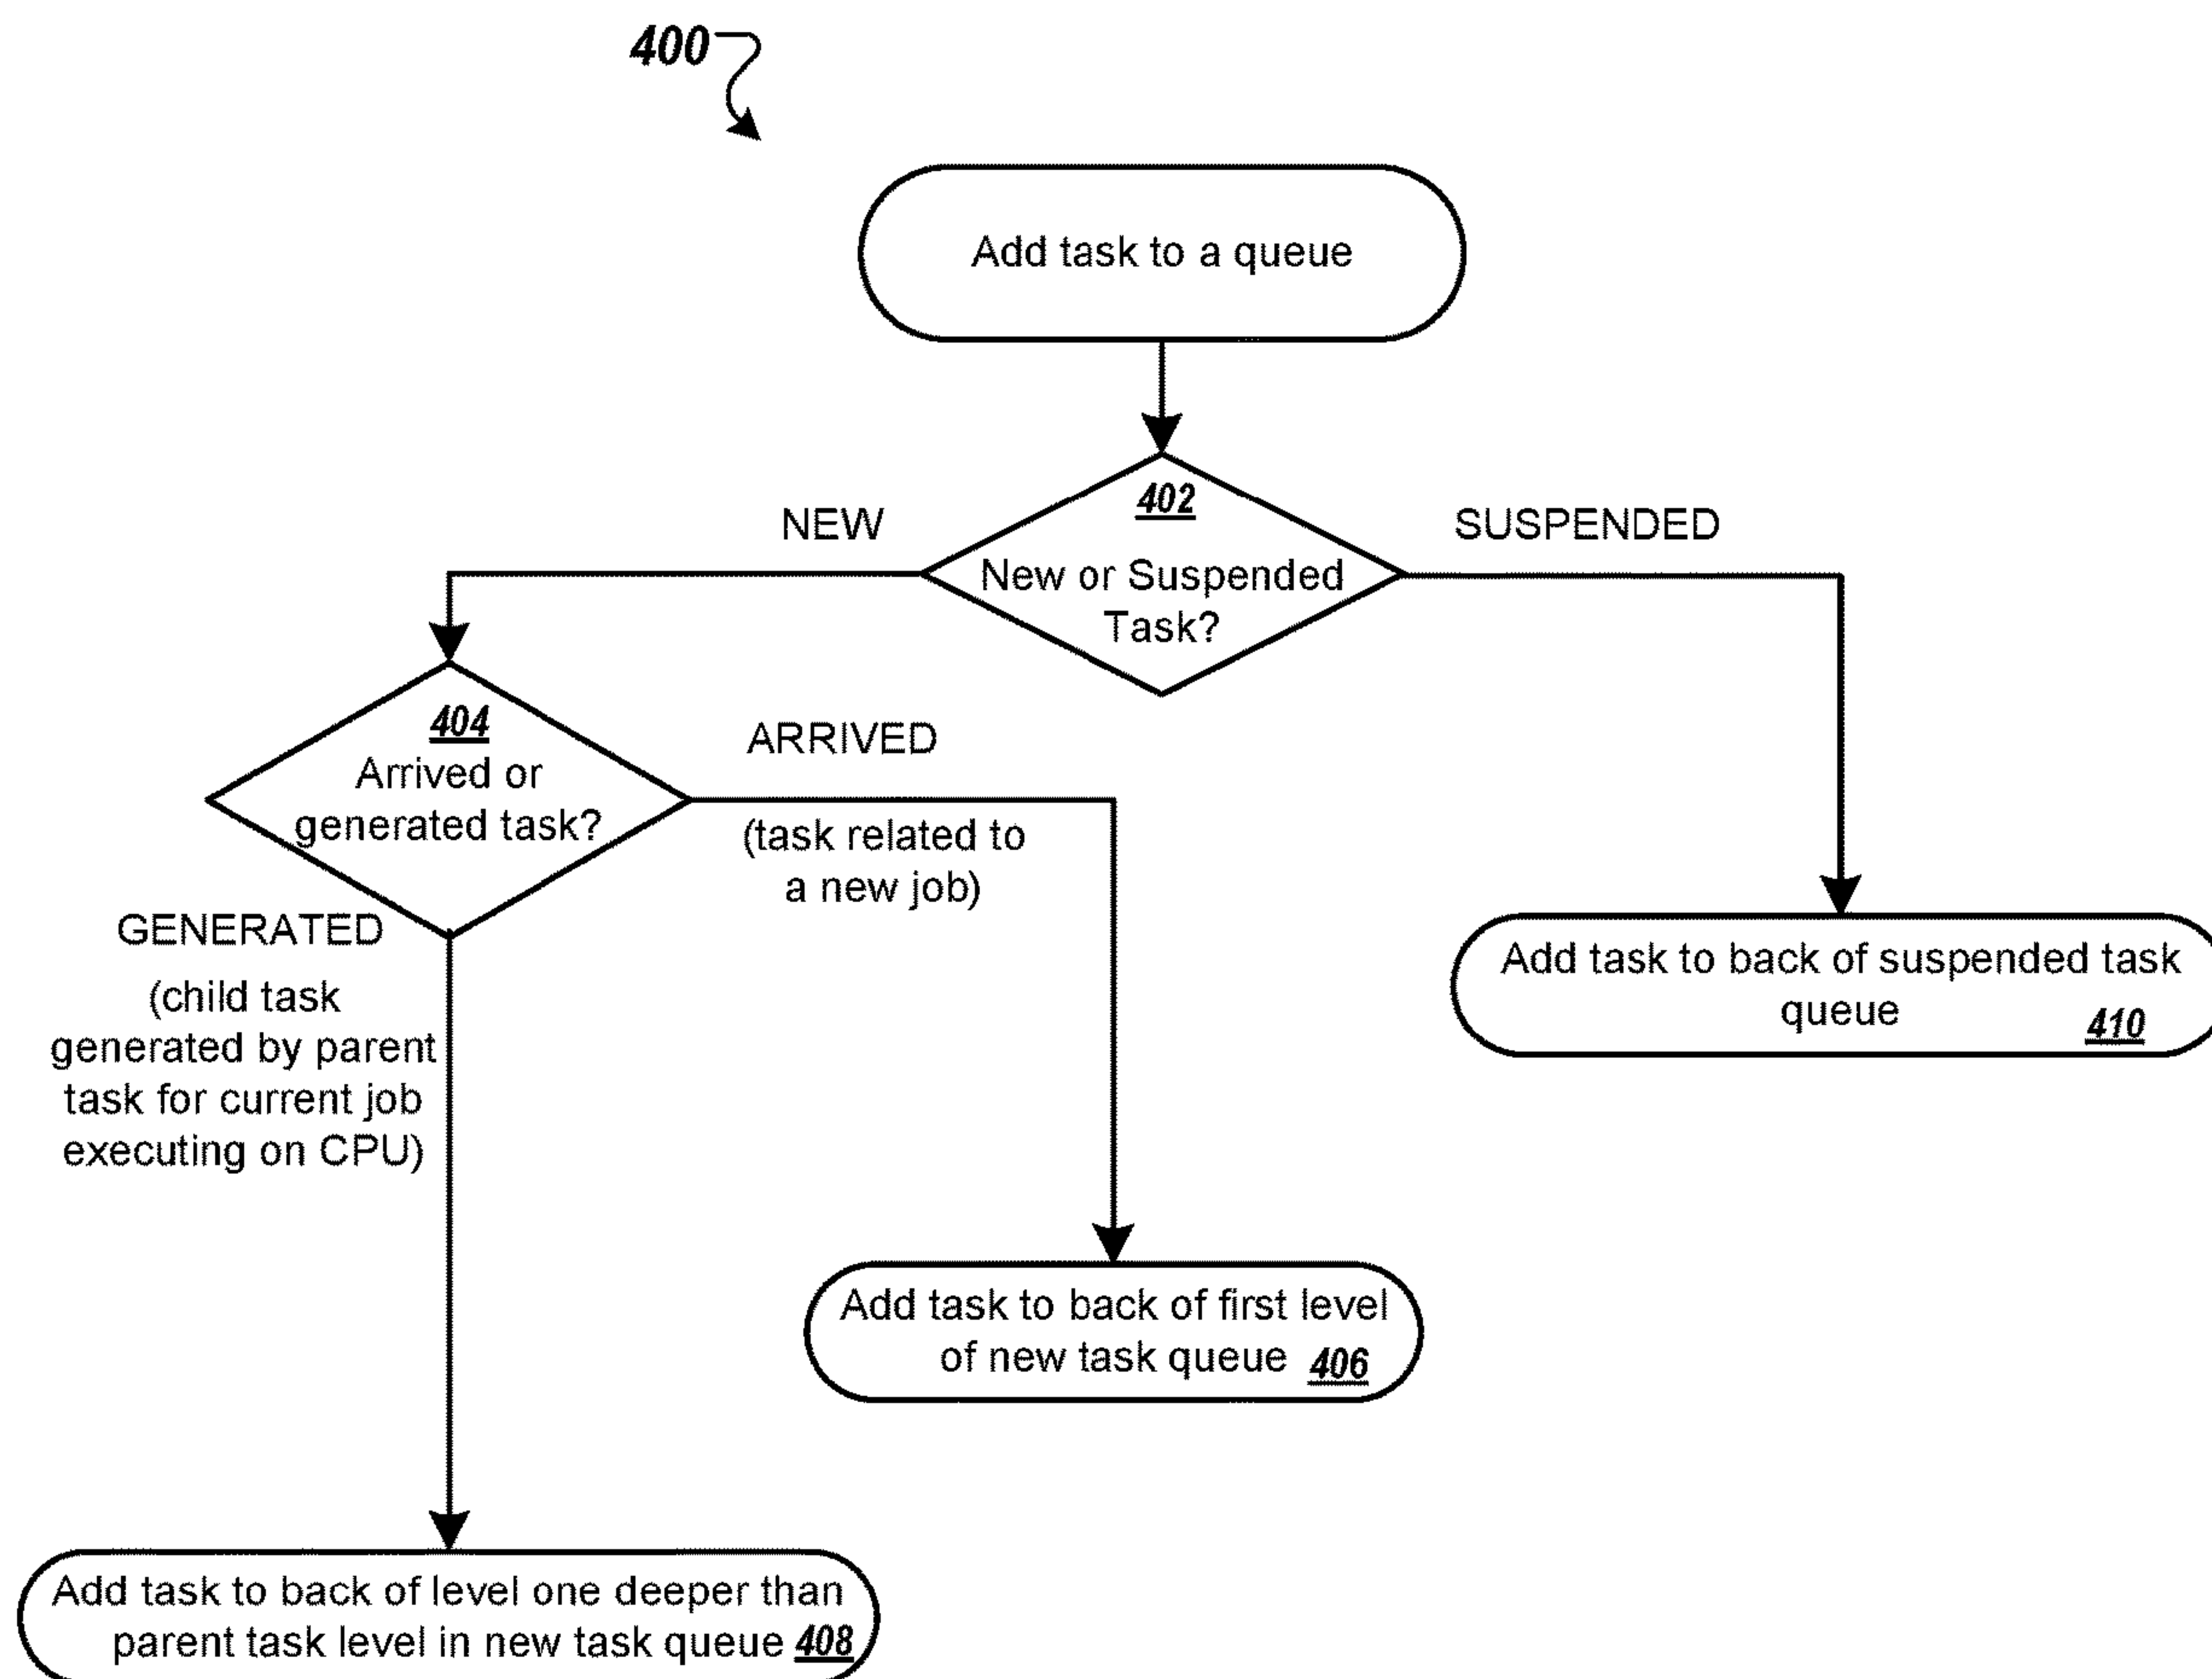 400
Add task to a queue
402
New or Suspended
Task?
NEW
SUSPENDED
404
Arrived or
generated task?
ARRIVED
(task related to
a new job)
GENERATED
(child task
generated by parent
task for current job
executing on CPU)
Add task to back of suspended task
queue 410
Add task to back of first level
of new task queue 406
Add task to back of level one deeper than
parent task level in new task queue 408